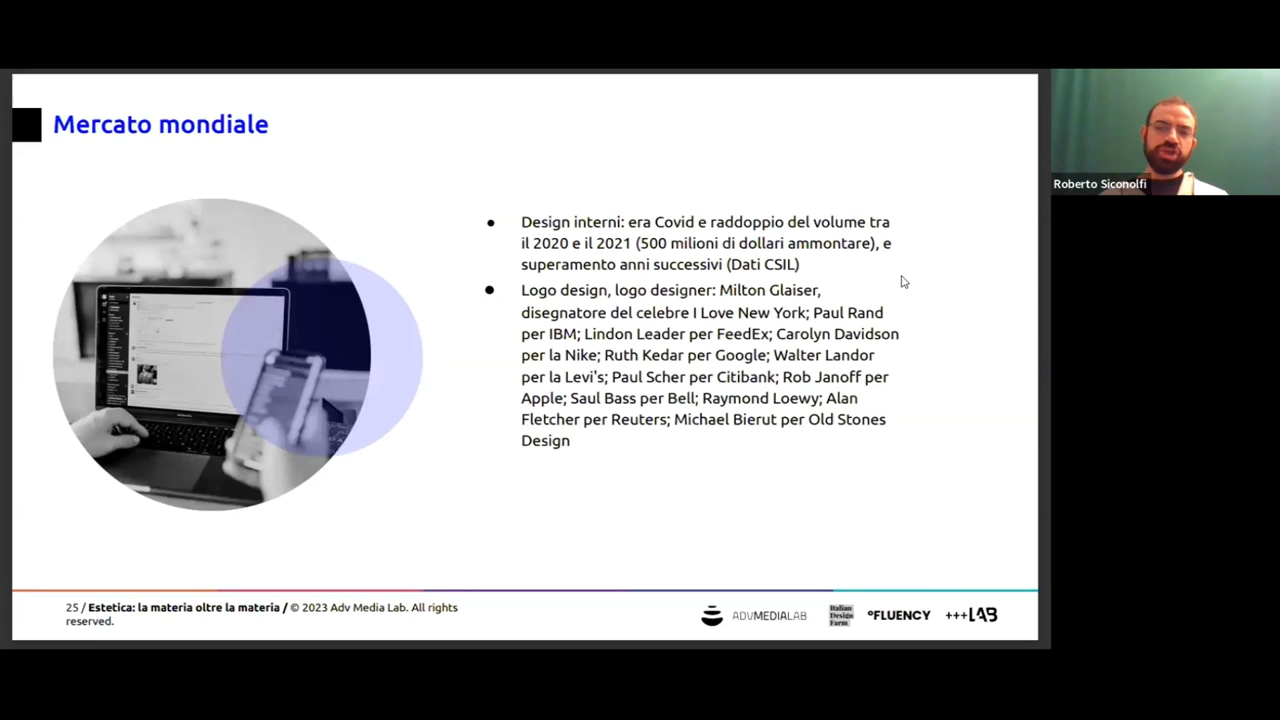 Mercato mondiale
Design interni: era Covid e raddoppio del volume tra
il 2020 e il 2021 (500 milioni di dollari ammontare), e
superamento anni successivi (Dati CSIL)
Logo design, logo designer: Milton Glaiser,
disegnatore del celebre I Love New York; Paul Rand
per IBM; Lindon Leader per FeedEx; Carolyn Davidson
per la Nike; Ruth Kedar per Google; Walter Landor
per la Levi's; Paul Scher per Citibank; Rob Janoff per
Apple; Saul Bass per Bell; Raymond Loewy; Alan
Fletcher per Reuters; Michael Bierut per Old Stones
Design
Roberto Siconolfi
25 / Estetica: la materia oltre la materia / © 2023 Adv Media Lab. All rights
reserved.
ADVMEDIALAB
Italian
Design
Farm
°FLUENCY
+++LAB